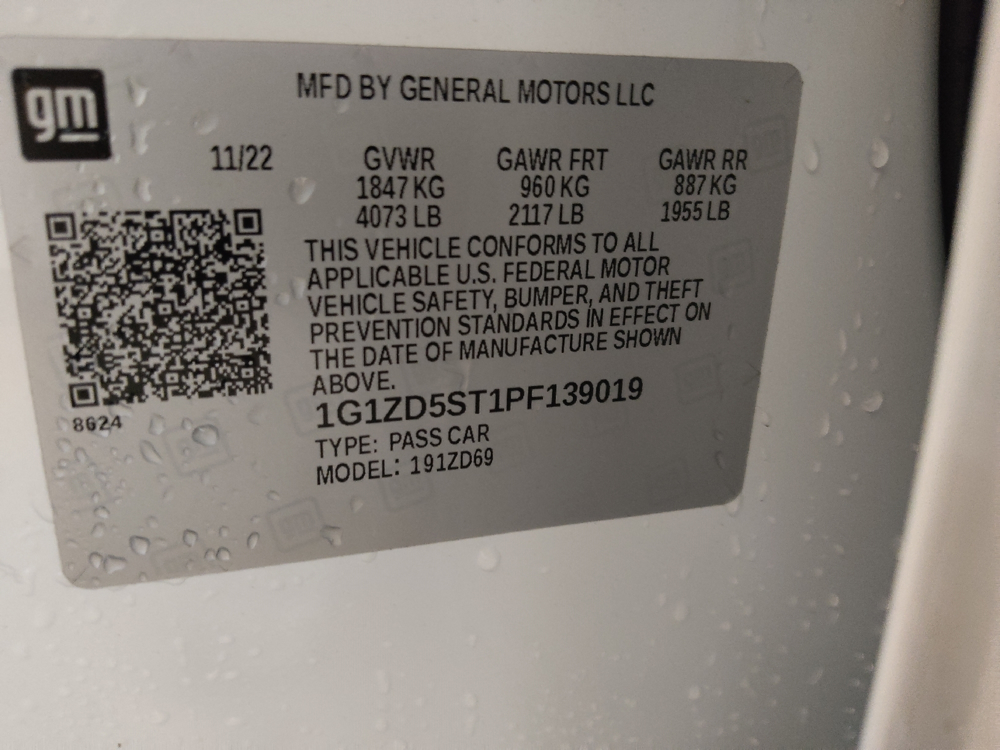 gm
MFD BY GENERAL MOTORS LLC
11/22 GVWR GAWR FRT GAWR RR
1847 KG 960 KG 887 KG
4073 LB 2117 LB 1955 LB
THIS VEHICLE CONFORMS TO ALL
APPLICABLE U.S. FEDERAL MOTOR
VEHICLE SAFETY, BUMPER, AND THEFT
PREVENTION STANDARDS IN EFFECT ON
THE DATE OF MANUFACTURE SHOWN
ABOVE.
1G1ZD5ST1PF139019
8624
TYPE: PASS CAR
MODEL: 191ZD69